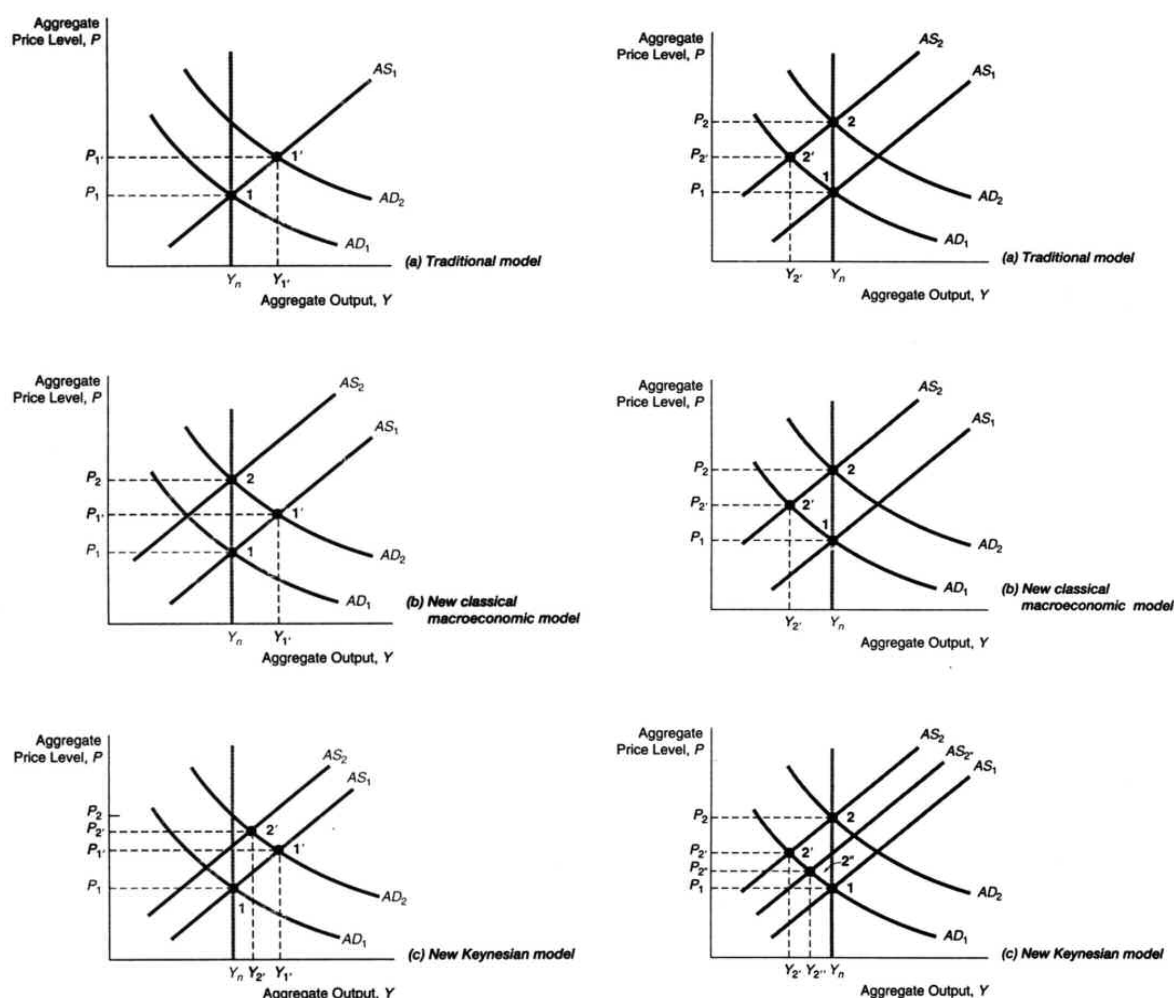 Aggregate
Price Level, P
AS₁
P₁′
1′
P₁
1
AD₂
AD₁
(a) Traditional model
Yₙ
Y₁′
Aggregate Output, Y
Aggregate
Price Level, P
AS₂
AS₁
P₂
2
P₂′
2′
P₁
1
AD₂
AD₁
(a) Traditional model
Y₂′
Yₙ
Aggregate Output, Y
Aggregate
Price Level, P
AS₂
AS₁
P₂
2
P₁′
1′
P₁
1
AD₂
AD₁
(b) New classical
macroeconomic model
Yₙ
Y₁′
Aggregate Output, Y
Aggregate
Price Level, P
AS₂
AS₁
P₂
2
P₂′
2′
P₁
1
AD₂
AD₁
(b) New classical
macroeconomic model
Y₂′
Yₙ
Aggregate Output, Y
Aggregate
Price Level, P
AS₂
AS₁
P₂
P₂′
2′
P₁′
1′
P₁
1
AD₂
AD₁
(c) New Keynesian model
Yₙ Y₂′ Y₁′
Aggregate Output, Y
Aggregate
Price Level, P
AS₂
AS₂″
AS₁
P₂
2
P₂′
2′
P₂″
2″
P₁
1
AD₂
AD₁
(c) New Keynesian model
Y₂′ Y₂″ Yₙ
Aggregate Output, Y